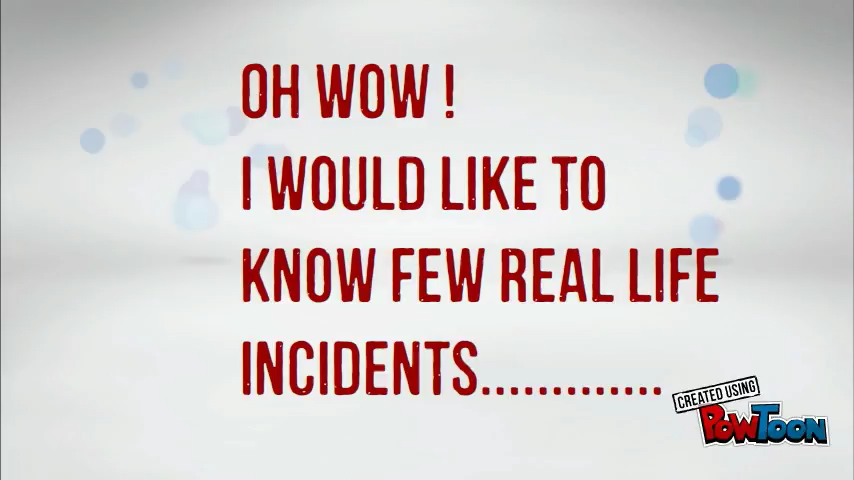 OH WOW !
I WOULD LIKE TO
KNOW FEW REAL LIFE
INCIDENTS.............
CREATED USING
POWTOON